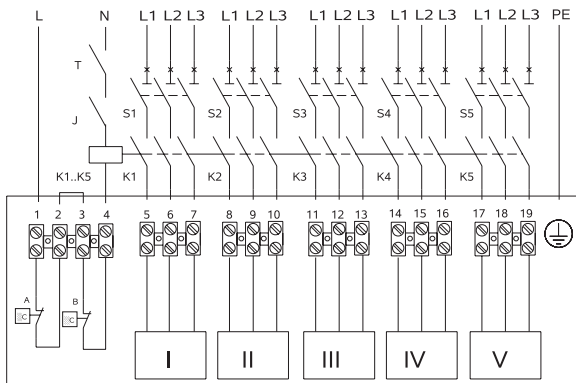 L N L1 L2 L3 L1 L2 L3 L1 L2 L3 L1 L2 L3 L1 L2 L3 PE
T
S1 S2 S3 S4 S5
J
K1..K5 K1 K2 K3 K4 K5
1 2 3 4 5 6 7 8 9 10 11 12 13 14 15 16 17 18 19
A B
C C
I II III IV V